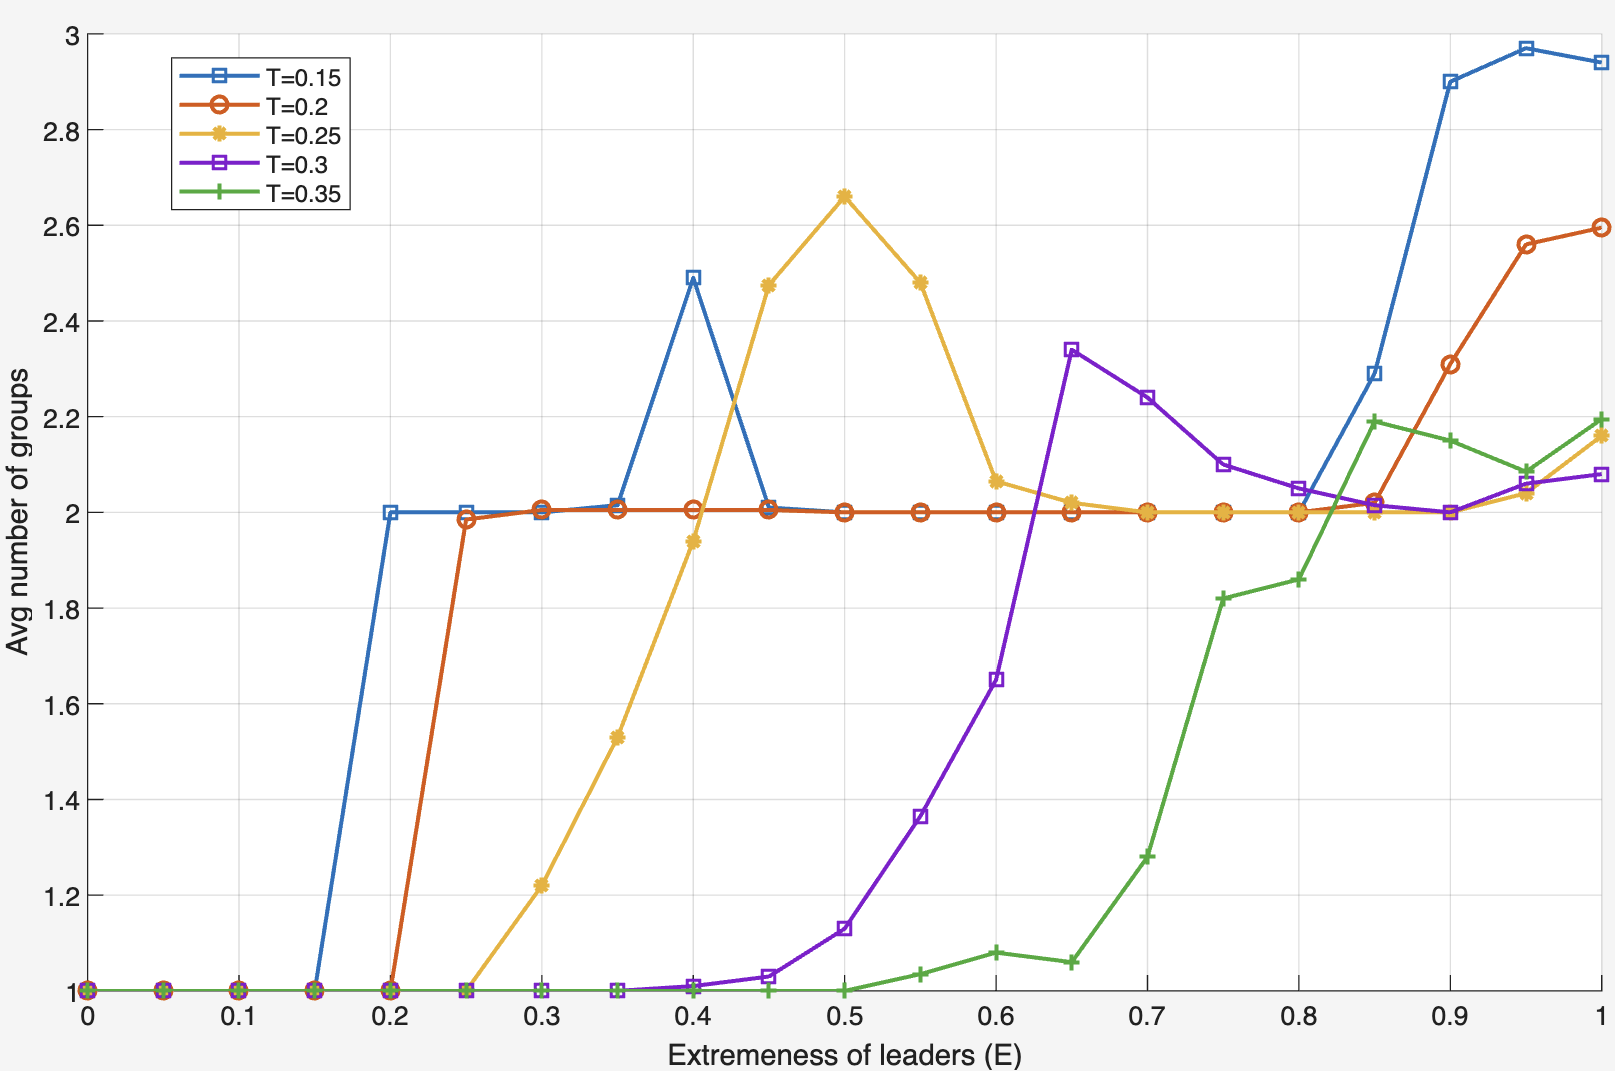 3
2.8
2.6
2.4
2.2
2
1.8
1.6
1.4
1.2
1
Avg number of groups
T=0.15
T=0.2
T=0.25
T=0.3
T=0.35
0 0.1 0.2 0.3 0.4 0.5 0.6 0.7 0.8 0.9 1
Extremeness of leaders (E)